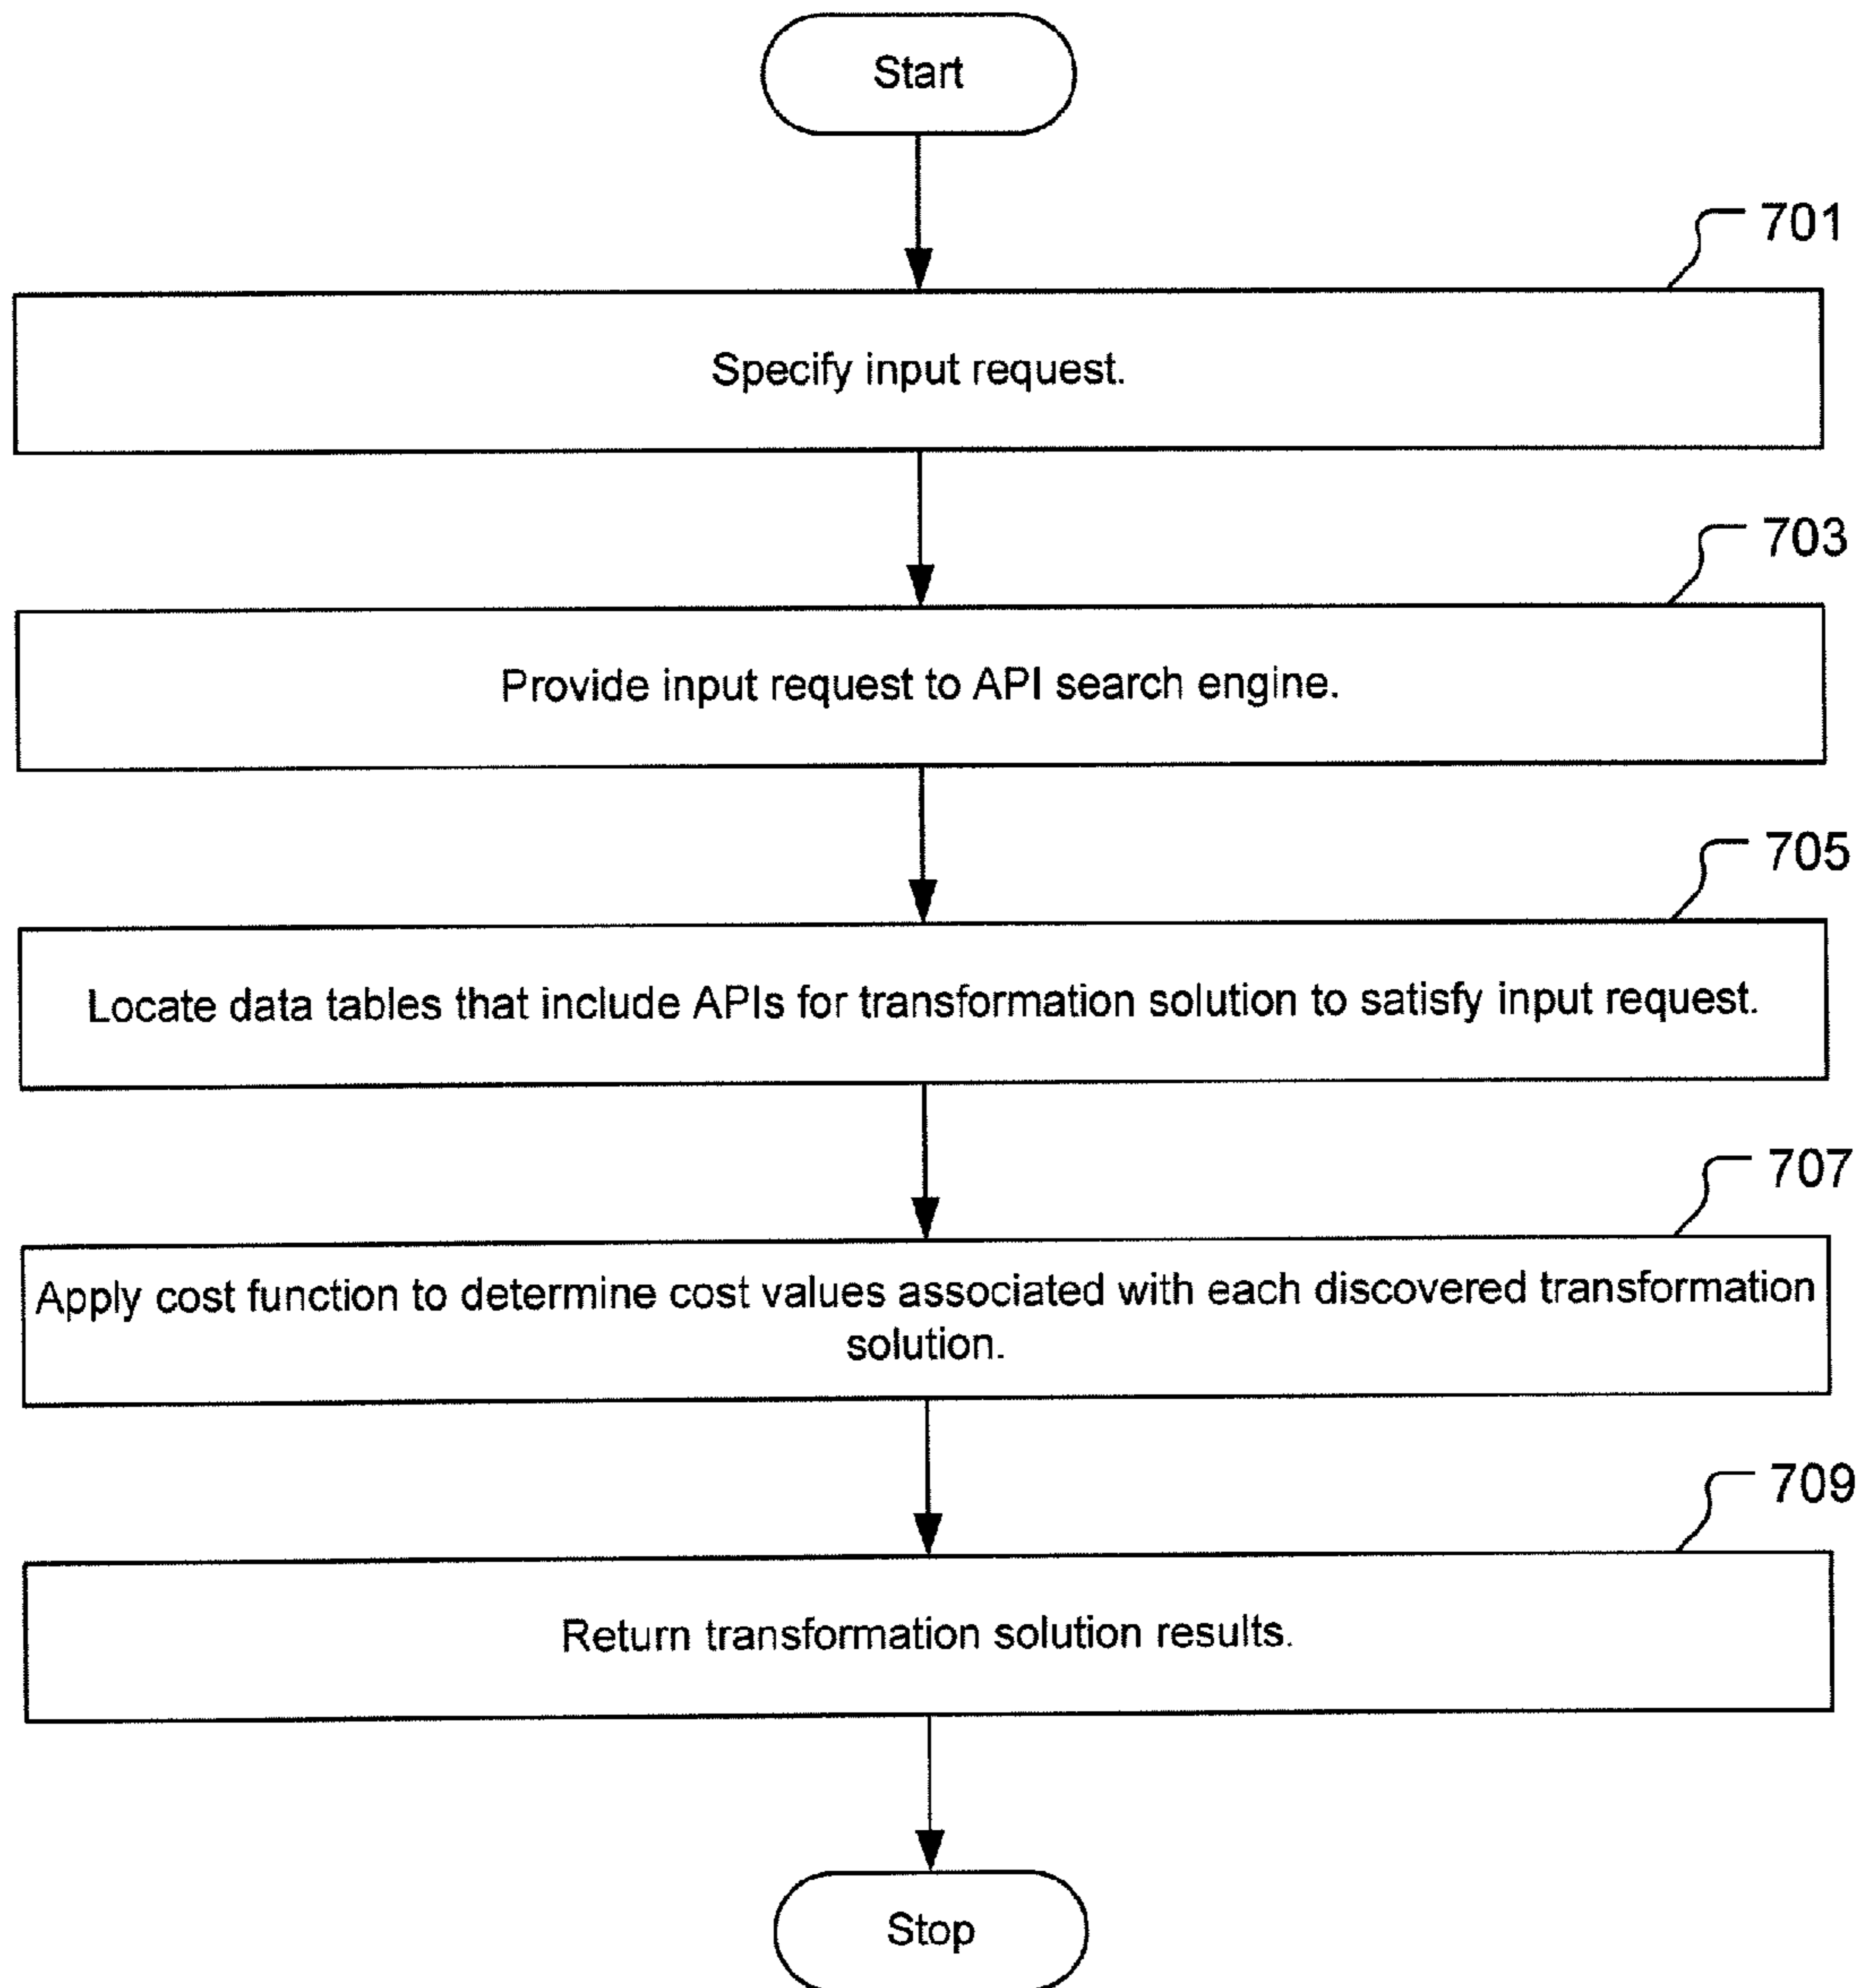 Start
701
Specify input request.
703
Provide input request to API search engine.
705
Locate data tables that include APIs for transformation solution to satisfy input request.
707
Apply cost function to determine cost values associated with each discovered transformation
solution.
709
Return transformation solution results.
Stop